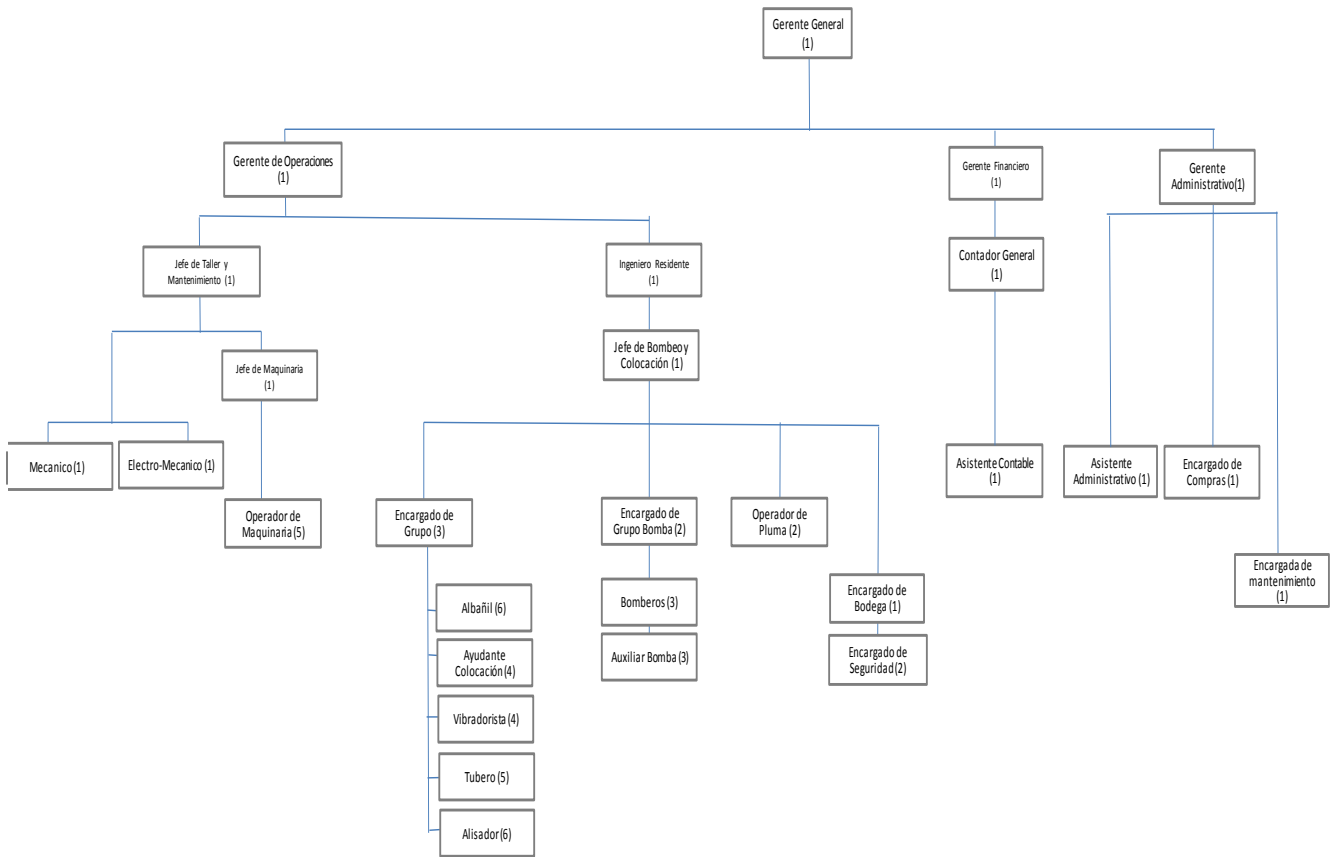 Gerente General
(1)
Gerente de Operaciones
(1)
Gerente Financiero
(1)
Gerente
Administrativo(1)
Jefe de Taller y
Mantenimiento (1)
Ingeniero Residente
(1)
Contador General
(1)
Jefe de Maquinaria
(1)
Jefe de Bombeo y
Colocación (1)
Mecanico (1)
Electro-Mecanico (1)
Asistente Contable
(1)
Asistente
Administrativo (1)
Encargado de
Compras (1)
Operador de
Maquinaria (5)
Encargado de
Grupo (3)
Encargado de
Grupo Bomba (2)
Operador de
Pluma (2)
Encargada de
mantenimiento
(1)
Albañil (6)
Bomberos (3)
Encargado de
Bodega (1)
Ayudante
Colocación (4)
Auxiliar Bomba (3)
Encargado de
Seguridad (2)
Vibradorista (4)
Tubero (5)
Alisador (6)